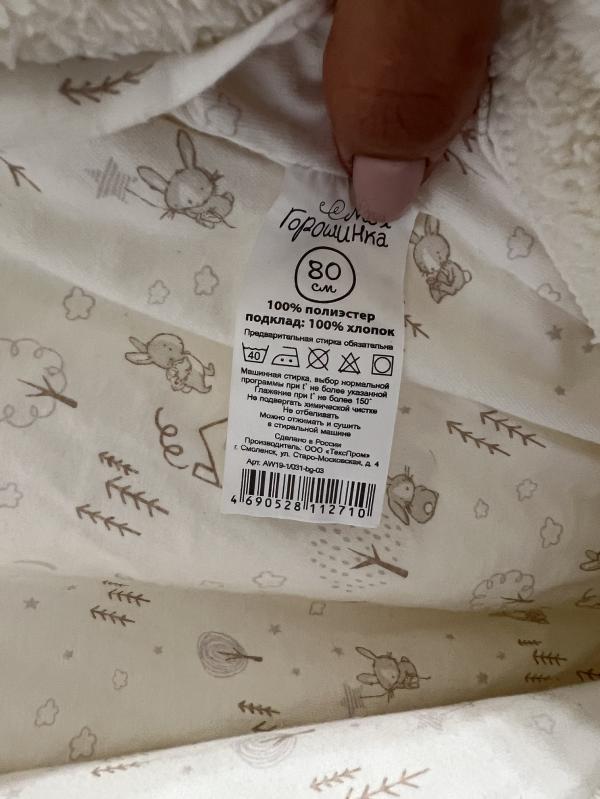 Моя
Горошинка
80
см
100% полиэстер
подклад: 100% хлопок
Предварительная стирка обязательна
40
Машинная стирка, выбор нормальной
программы при t° не более указанной
Глажение при t° не более 150°
Не подвергать химической чистке
Не отбеливать
Можно отжимать и сушить
в стиральной машине
Сделано в России
Производитель: ООО «ТексПром»
г. Смоленск, ул. Старо-Московская, д. 4
Арт. AW19-1/031-bg-03
4 690528 112710